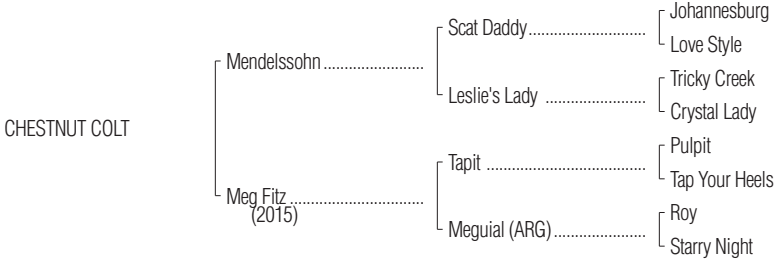 Johannesburg
Scat Daddy
Love Style
Mendelssohn
Tricky Creek
Leslie's Lady
Crystal Lady
CHESTNUT COLT
Pulpit
Tapit
Tap Your Heels
Meg Fitz
(2015)
Roy
Meguial (ARG)
Starry Night